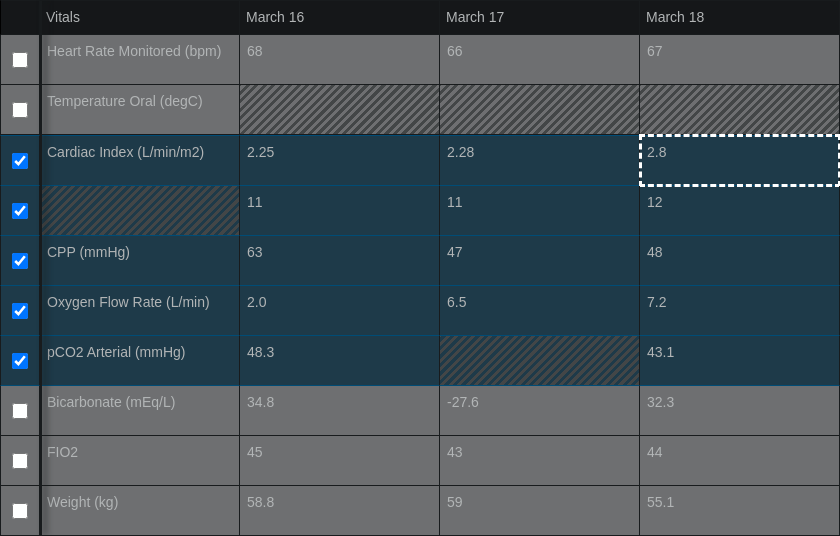 Vitals March 16 March 17 March 18
Heart Rate Monitored (bpm) 68 66 67
Temperature Oral (degC)
Cardiac Index (L/min/m2) 2.25 2.28 2.8
11 11 12
CPP (mmHg) 63 47 48
Oxygen Flow Rate (L/min) 2.0 6.5 7.2
pCO2 Arterial (mmHg) 48.3 43.1
Bicarbonate (mEq/L) 34.8 -27.6 32.3
FIO2 45 43 44
Weight (kg) 58.8 59 55.1